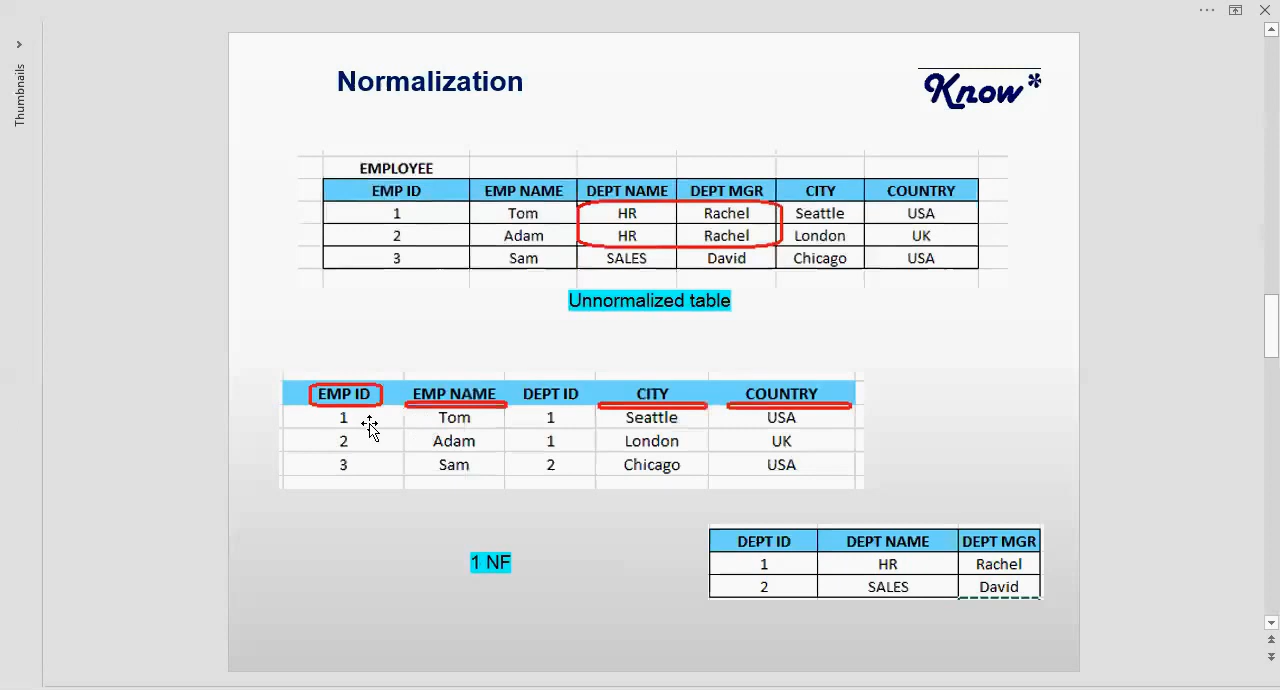 Thumbnails
Normalization
Know*
EMPLOYEE
EMP ID EMP NAME DEPT NAME DEPT MGR CITY COUNTRY
1 Tom HR Rachel Seattle USA
2 Adam HR Rachel London UK
3 Sam SALES David Chicago USA
Unnormalized table
EMP ID EMP NAME DEPT ID CITY COUNTRY
1 Tom 1 Seattle USA
2 Adam 1 London UK
3 Sam 2 Chicago USA
1 NF
DEPT ID DEPT NAME DEPT MGR
1 HR Rachel
2 SALES David